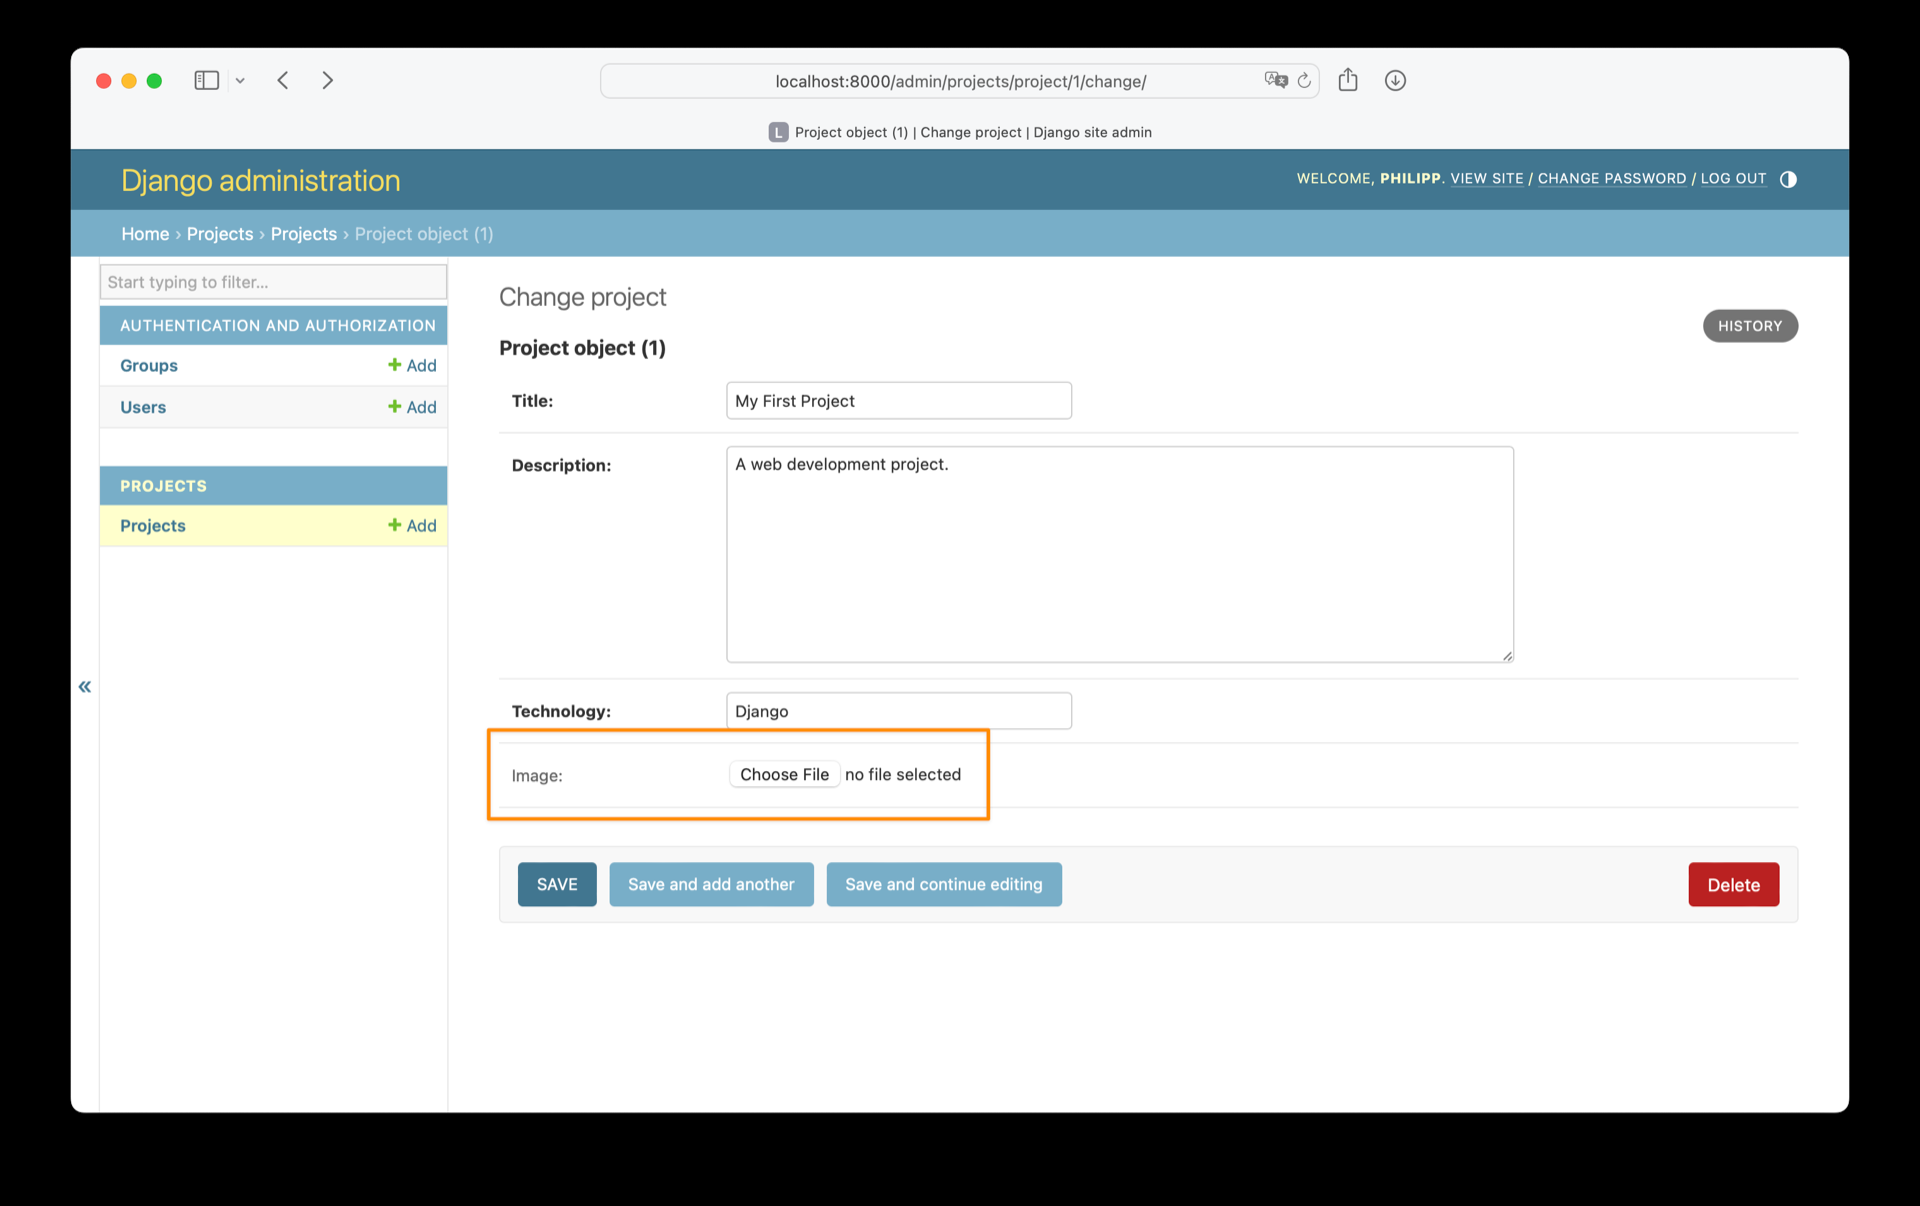 localhost:8000/admin/projects/project/1/change/
L Project object (1) | Change project | Django site admin
Django administration
WELCOME, PHILIPP. VIEW SITE / CHANGE PASSWORD / LOG OUT
Home › Projects › Projects › Project object (1)
Start typing to filter...
AUTHENTICATION AND AUTHORIZATION
Groups + Add
Users + Add
PROJECTS
Projects + Add
«
Change project
HISTORY
Project object (1)
Title: My First Project
Description: A web development project.
Technology: Django
Image: Choose File no file selected
SAVE Save and add another Save and continue editing Delete